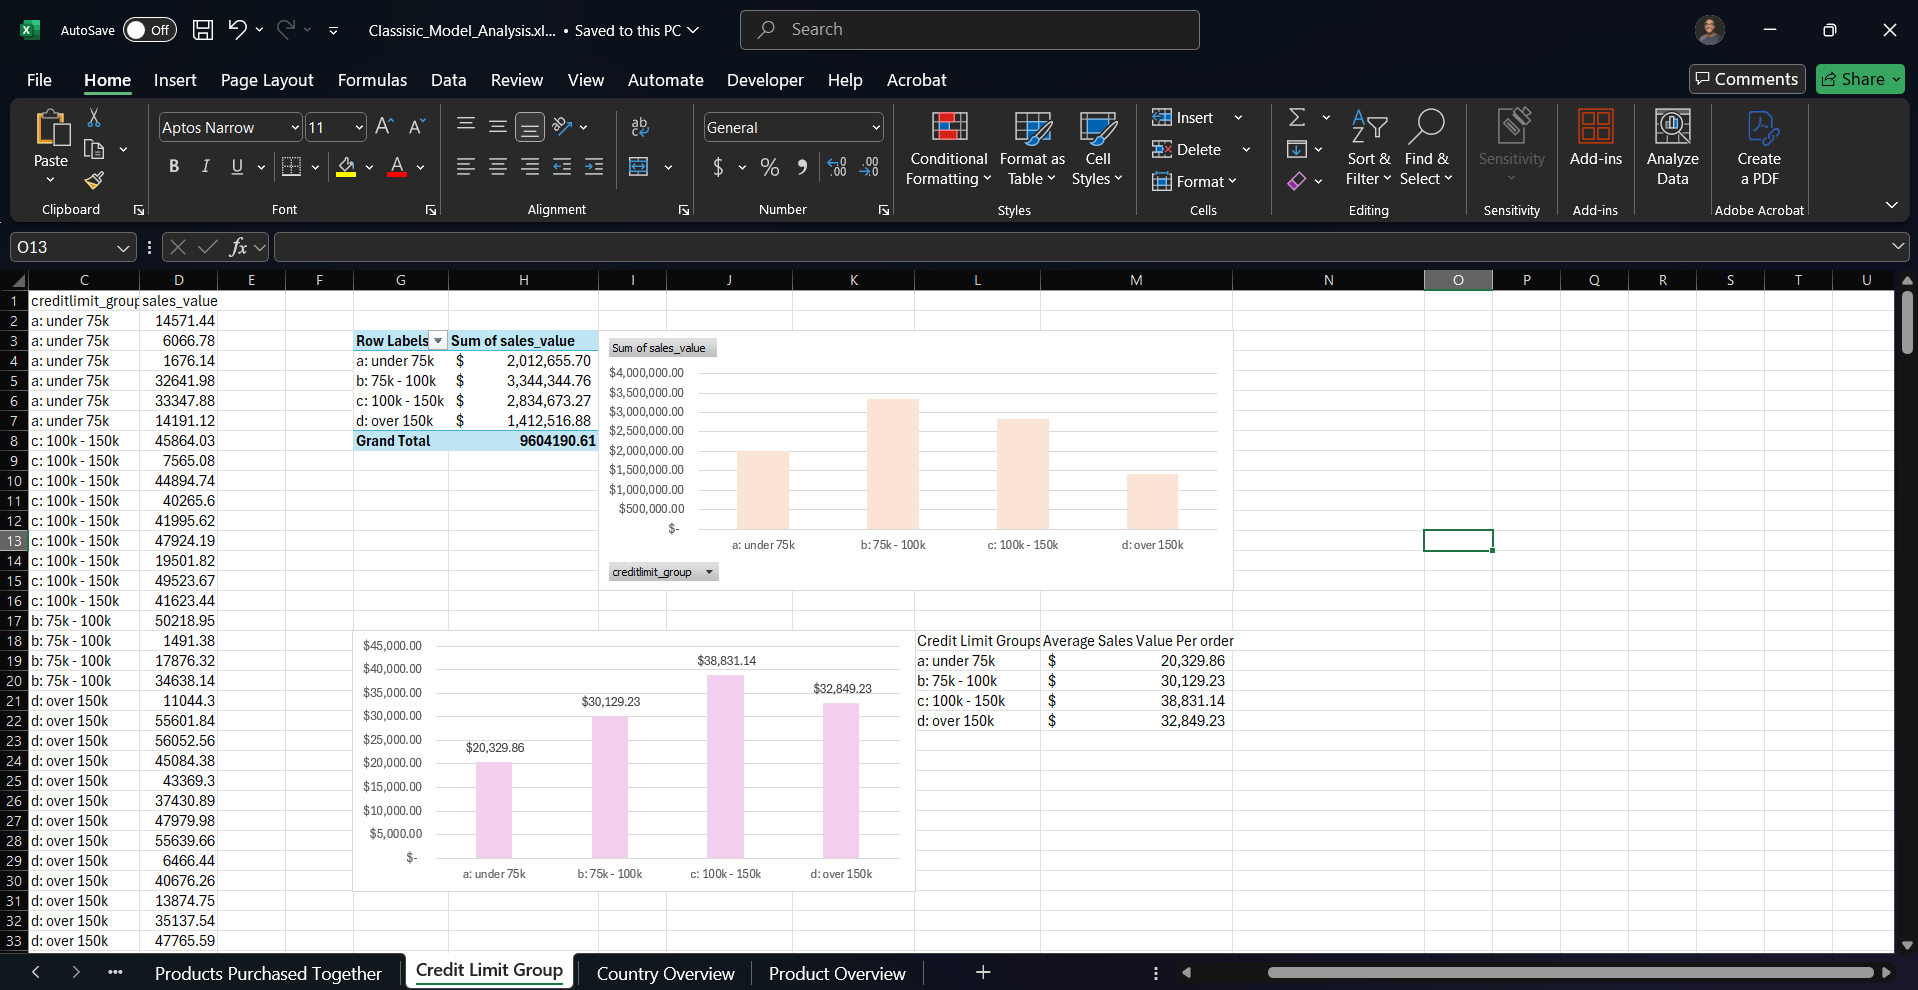 AutoSave Off Classisic_Model_Analysis.xl... • Saved to this PC Search
File Home Insert Page Layout Formulas Data Review View Automate Developer Help Acrobat Comments Share
Paste Aptos Narrow 11 General Conditional Formatting Format as Table Cell Styles Insert Delete Format Sort & Filter Find & Select Sensitivity Add-ins Analyze Data Create a PDF
Clipboard Font Alignment Number Styles Cells Editing Sensitivity Add-ins Adobe Acrobat
O13 fx
C D E F G H I J K L M N O P Q R S T U
1 creditlimit_group sales_value
2 a: under 75k 14571.44
3 a: under 75k 6066.78
4 a: under 75k 1676.14
5 a: under 75k 32641.98
6 a: under 75k 33347.88
7 a: under 75k 14191.12
8 c: 100k - 150k 45864.03
9 c: 100k - 150k 7565.08
10 c: 100k - 150k 44894.74
11 c: 100k - 150k 40265.6
12 c: 100k - 150k 41995.62
13 c: 100k - 150k 47924.19
14 c: 100k - 150k 19501.82
15 c: 100k - 150k 49523.67
16 c: 100k - 150k 41623.44
17 b: 75k - 100k 50218.95
18 b: 75k - 100k 1491.38
19 b: 75k - 100k 17876.32
20 b: 75k - 100k 34638.14
21 d: over 150k 11044.3
22 d: over 150k 55601.84
23 d: over 150k 56052.56
24 d: over 150k 45084.38
25 d: over 150k 43369.3
26 d: over 150k 37430.89
27 d: over 150k 47979.98
28 d: over 150k 55639.66
29 d: over 150k 6466.44
30 d: over 150k 40676.26
31 d: over 150k 13874.75
32 d: over 150k 35137.54
33 d: over 150k 47765.59
Row Labels Sum of sales_value
a: under 75k $ 2,012,655.70
b: 75k - 100k $ 3,344,344.76
c: 100k - 150k $ 2,834,673.27
d: over 150k $ 1,412,516.88
Grand Total 9604190.61
Sum of sales_value
$4,000,000.00
$3,500,000.00
$3,000,000.00
$2,500,000.00
$2,000,000.00
$1,500,000.00
$1,000,000.00
$500,000.00
$-
a: under 75k b: 75k - 100k c: 100k - 150k d: over 150k
creditlimit_group
$45,000.00
$40,000.00
$35,000.00
$30,000.00
$25,000.00
$20,000.00
$15,000.00
$10,000.00
$5,000.00
$-
$20,329.86 $30,129.23 $38,831.14 $32,849.23
a: under 75k b: 75k - 100k c: 100k - 150k d: over 150k
Credit Limit Groups Average Sales Value Per order
a: under 75k $ 20,329.86
b: 75k - 100k $ 30,129.23
c: 100k - 150k $ 38,831.14
d: over 150k $ 32,849.23
Products Purchased Together Credit Limit Group Country Overview Product Overview